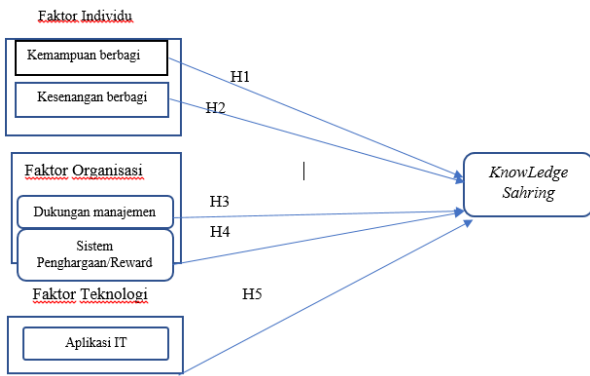 Faktor Individu
Kemampuan berbagi
Kesenangan berbagi
H1
H2
Faktor Organisasi
Dukungan manajemen
Sistem
Penghargaan/Reward
H3
H4
KnowLedge
Sahring
Faktor Teknologi
H5
Aplikasi IT